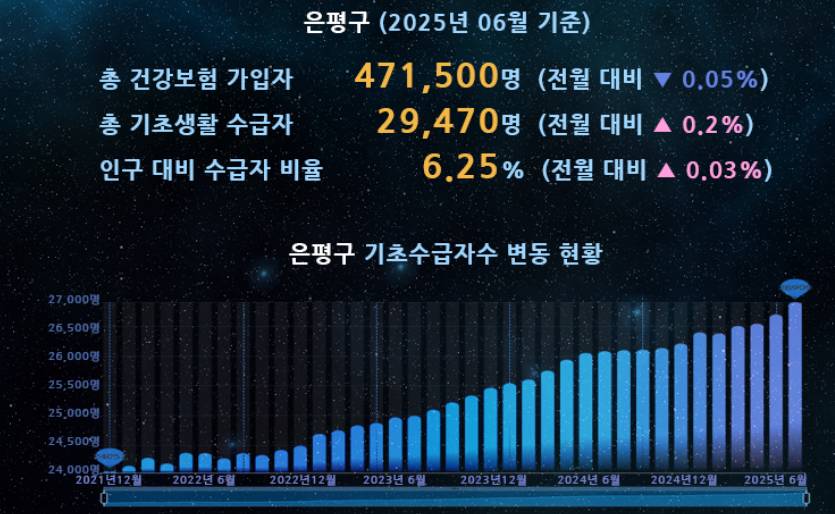 은평구 (2025년 06월 기준)
총 건강보험 가입자 471,500명 (전월 대비 ▼ 0.05%)
총 기초생활 수급자 29,470명 (전월 대비 ▲ 0.2%)
인구 대비 수급자 비율 6.25% (전월 대비 ▲ 0.03%)
은평구 기초수급자수 변동 현황
27,000명
26,500명
26,000명
25,500명
25,000명
24,500명
24,000명
2021년12월 2022년 6월 2022년12월 2023년 6월 2023년12월 2024년 6월 2024년12월 2025년 6월